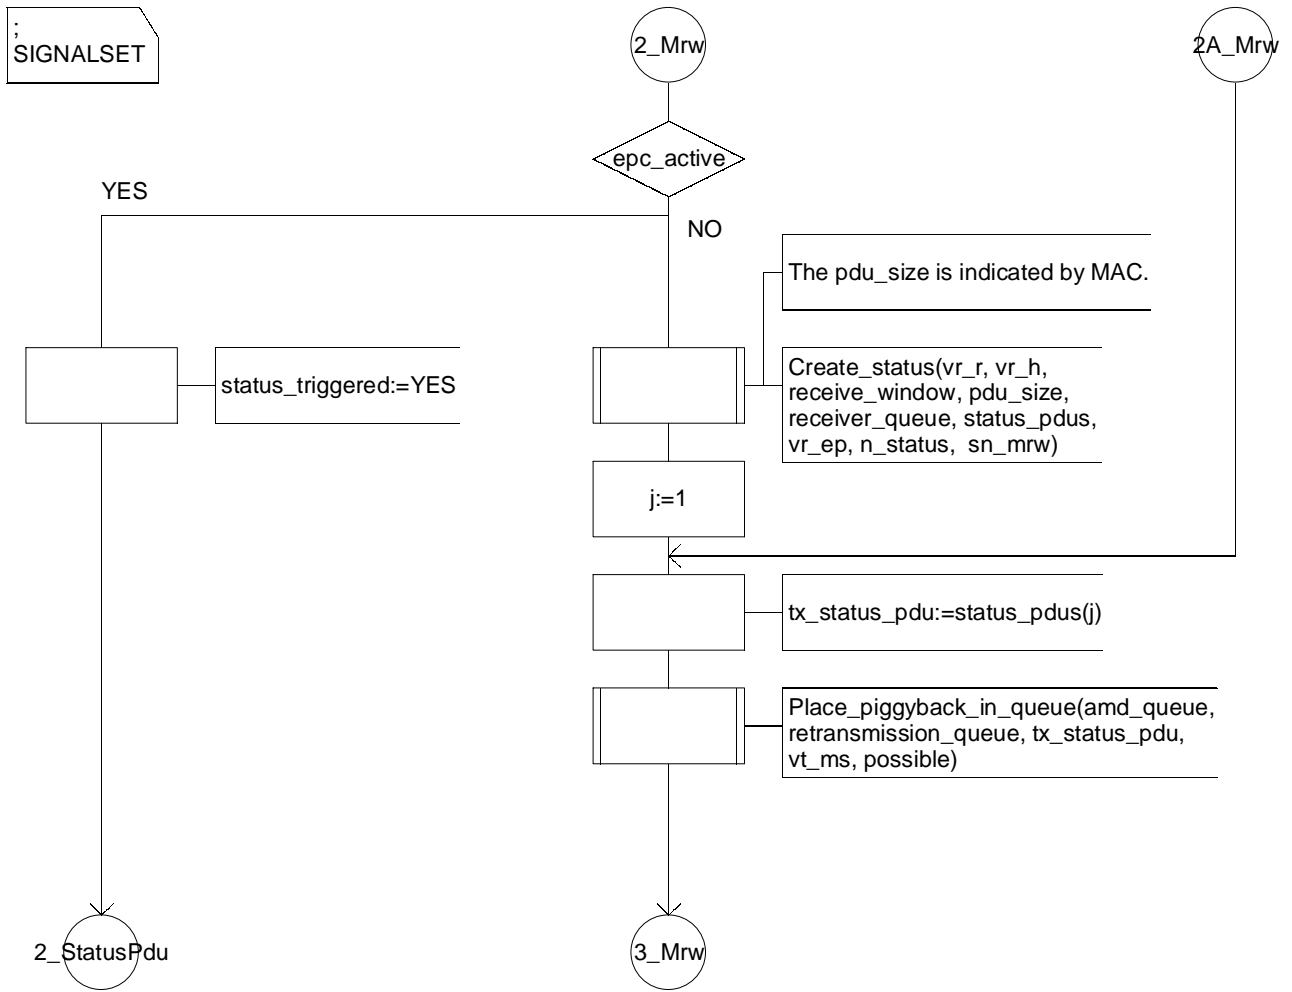 ;
SIGNALSET
2_Mrw
2A_Mrw
epc_active
YES
NO
The pdu_size is indicated by MAC.
status_triggered:=YES
Create_status(vr_r, vr_h,
receive_window, pdu_size,
receiver_queue, status_pdus,
vr_ep, n_status,  sn_mrw)
j:=1
tx_status_pdu:=status_pdus(j)
Place_piggyback_in_queue(amd_queue,
retransmission_queue, tx_status_pdu,
vt_ms, possible)
2_StatusPdu
3_Mrw